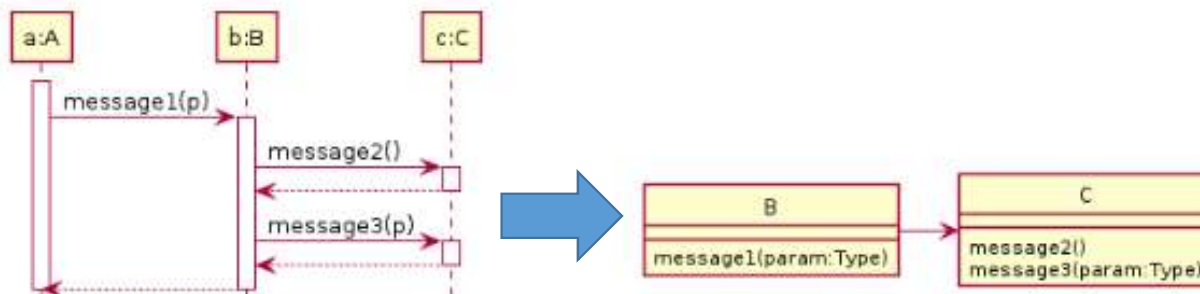 a:A
b:B
c:C
message1(p)
message2()
message3(p)
B
message1(param:Type)
C
message2()
message3(param:Type)